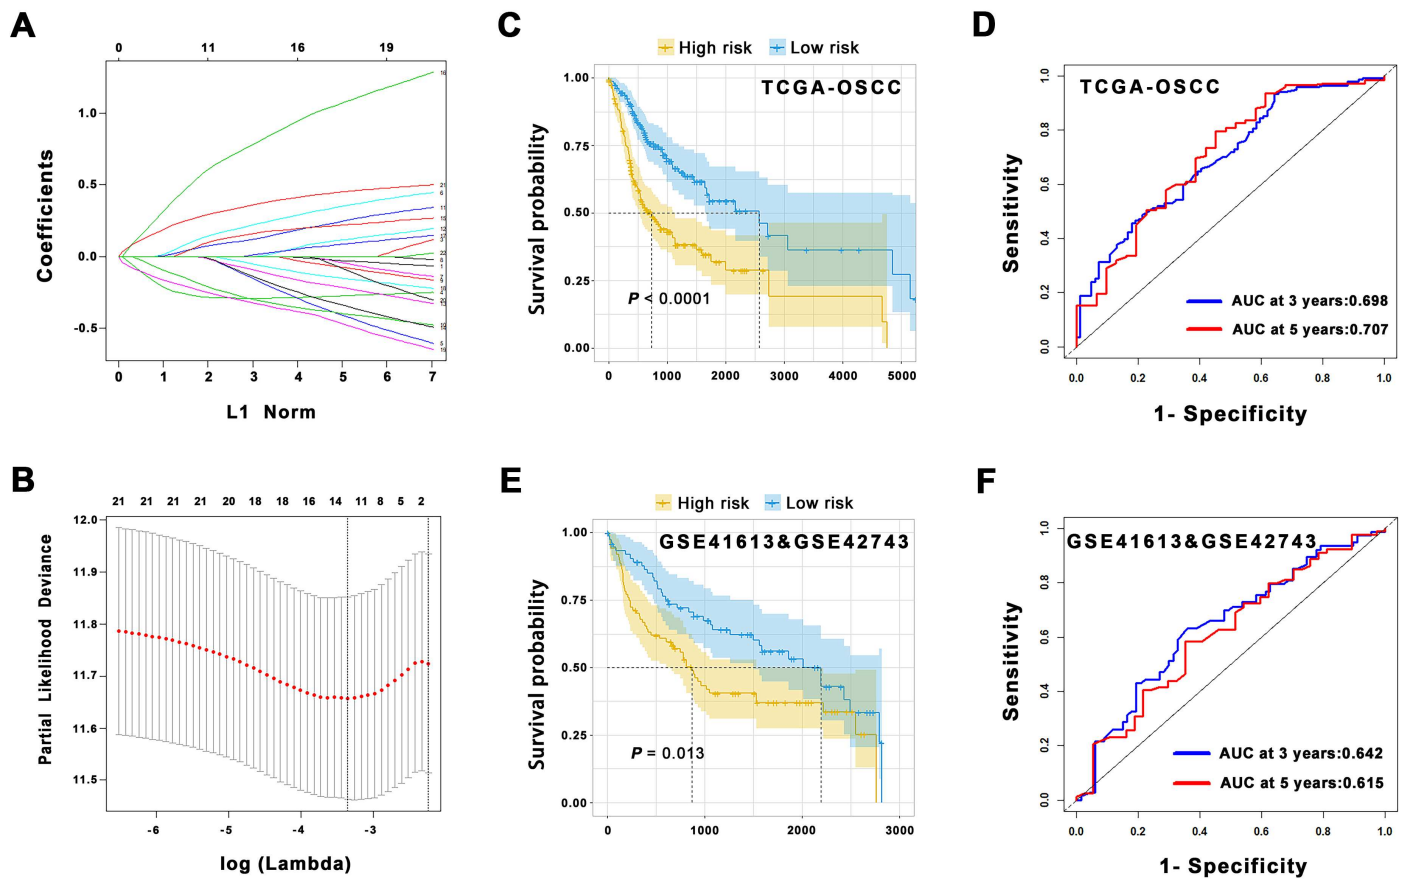 A
0 11 16 19
Coefficients
1.0
0.5
0.0
-0.5
0 1 2 3 4 5 6 7
L1 Norm
C
High risk Low risk
TCGA-OSCC
Survival probability
1.00
0.75
0.50
0.25
0.00
P < 0.0001
0 1000 2000 3000 4000 5000
D
TCGA-OSCC
Sensitivity
1.0
0.8
0.6
0.4
0.2
0.0
AUC at 3 years:0.698
AUC at 5 years:0.707
0.0 0.2 0.4 0.6 0.8 1.0
1- Specificity
B
21 21 21 21 20 18 18 16 14 11 8 5 2
Partial Likelihood Deviance
12.0
11.9
11.8
11.7
11.6
11.5
-6 -5 -4 -3
log (Lambda)
E
High risk Low risk
GSE41613&GSE42743
Survival probability
1.00
0.75
0.50
0.25
0.00
P = 0.013
0 1000 2000 3000
F
GSE41613&GSE42743
Sensitivity
1.0
0.8
0.6
0.4
0.2
0.0
AUC at 3 years:0.642
AUC at 5 years:0.615
0.0 0.2 0.4 0.6 0.8 1.0
1- Specificity